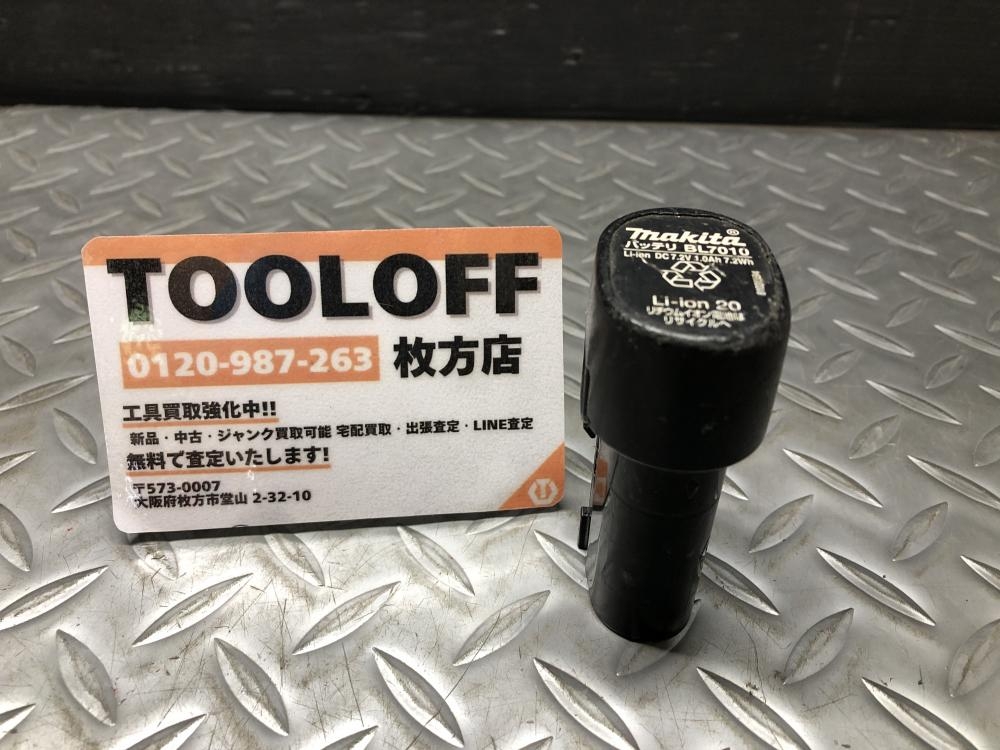 TOOLOFF
0120-987-263 枚方店
工具買取強化中!!
新品・中古・ジャンク買取可能 宅配買取・出張査定・LINE査定
無料で査定いたします!
〒573-0007
大阪府枚方市堂山 2-32-10
makita®
バッテリ BL7010
Li-ion DC7.2V 1.0Ah 7.2Wh
Li-ion 20
リチウムイオン電池は
リサイクルへ